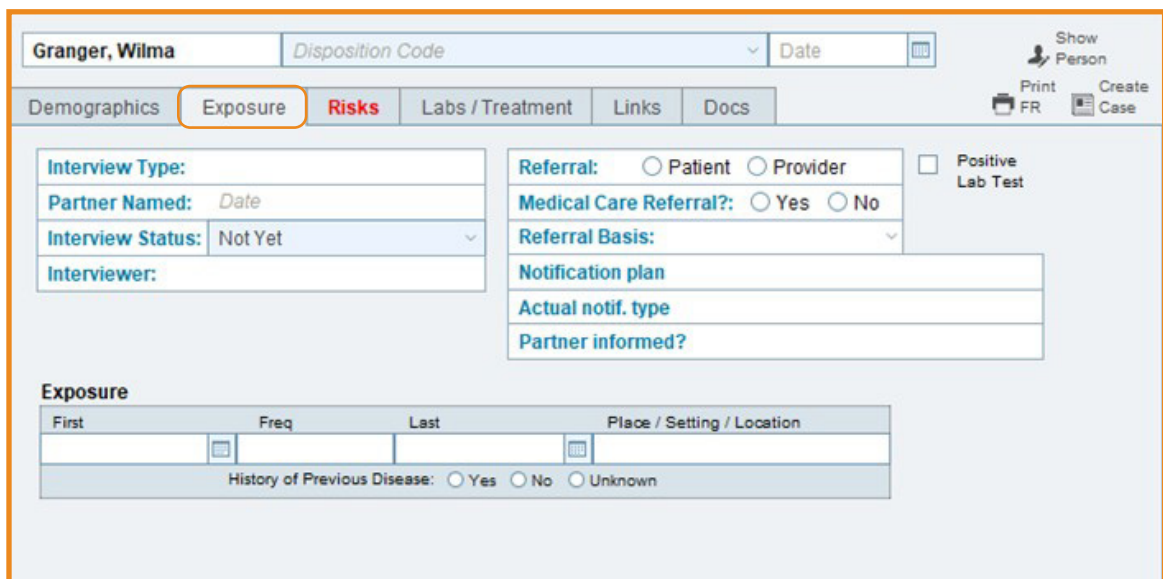 Granger, Wilma Disposition Code Date Show Person
Demographics Exposure Risks Labs / Treatment Links Docs Print FR Create Case
Interview Type:
Partner Named: Date
Interview Status: Not Yet
Interviewer:
Referral: Patient Provider
Medical Care Referral?: Yes No
Referral Basis:
Notification plan
Actual notif. type
Partner informed?
Positive
Lab Test
Exposure
First Freq Last Place / Setting / Location
History of Previous Disease: Yes No Unknown